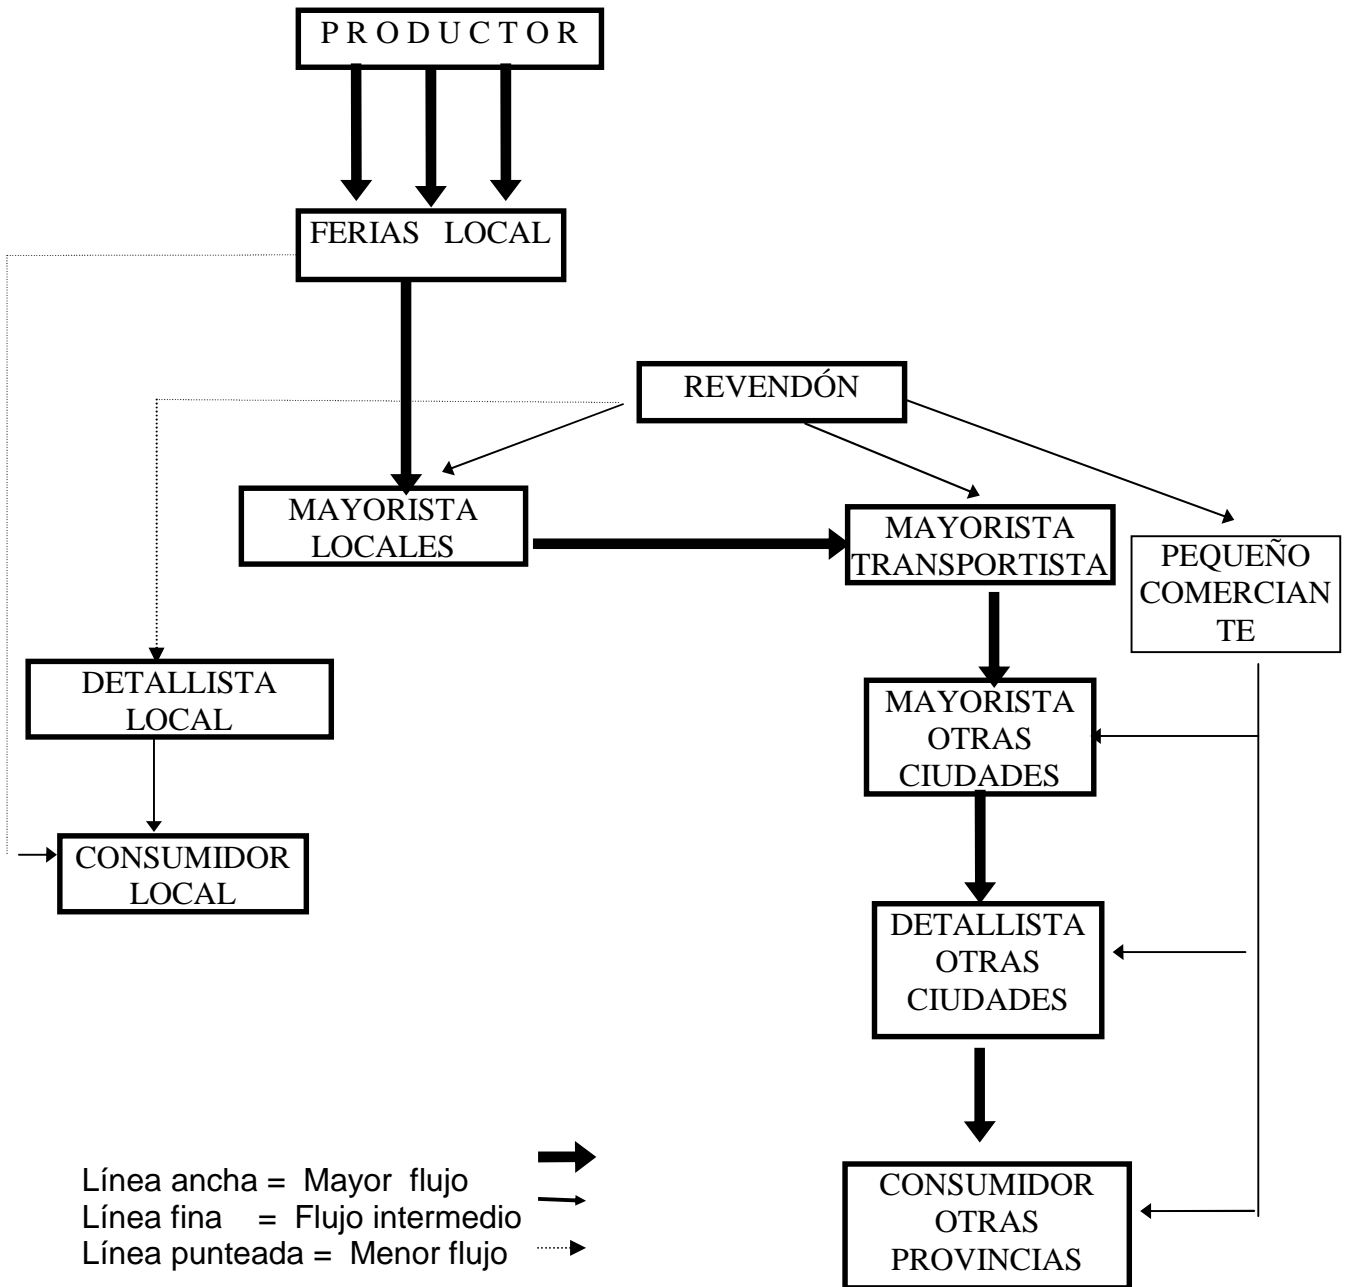 P R O D U C T O R
FERIAS LOCAL
REVENDÓN
MAYORISTA
LOCALES
MAYORISTA
TRANSPORTISTA
PEQUEÑO
COMERCIAN
TE
DETALLISTA
LOCAL
MAYORISTA
OTRAS
CIUDADES
CONSUMIDOR
LOCAL
DETALLISTA
OTRAS
CIUDADES
CONSUMIDOR
OTRAS
PROVINCIAS
Línea ancha = Mayor flujo
Línea fina = Flujo intermedio
Línea punteada = Menor flujo